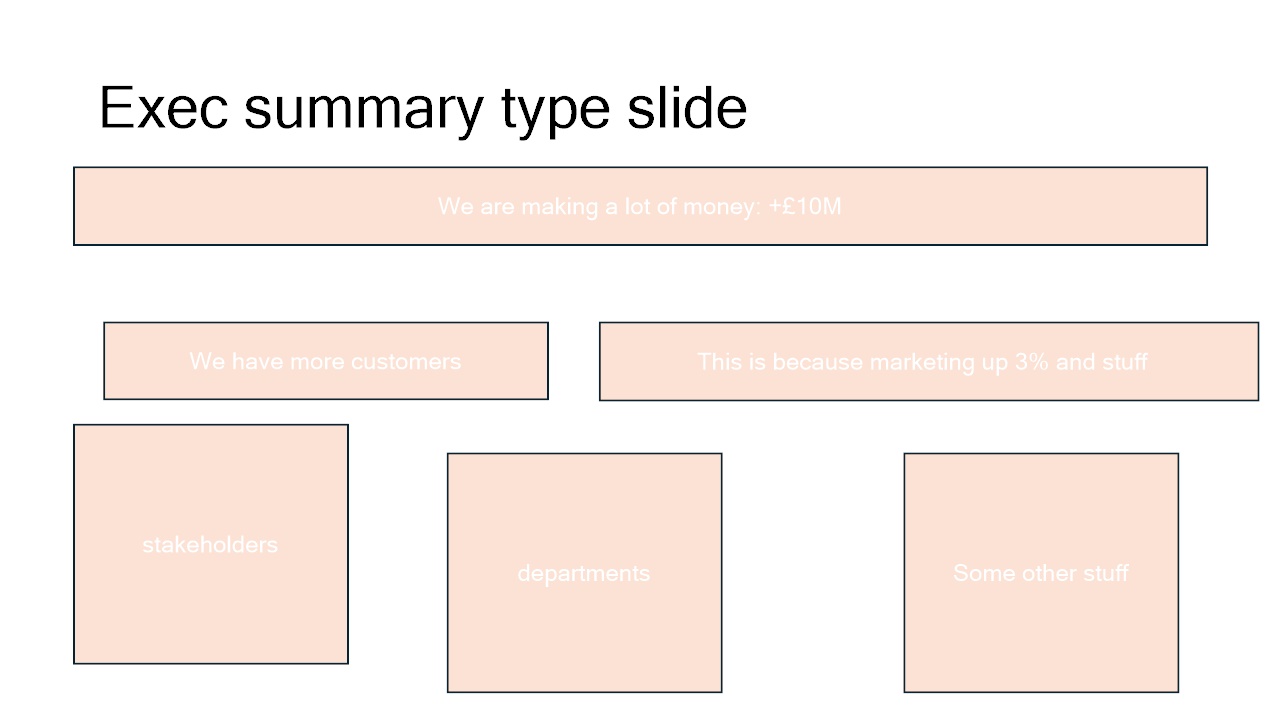 Exec summary type slide
We are making a lot of money: +£10M
We have more customers
This is because marketing up 3% and stuff
stakeholders
departments
Some other stuff